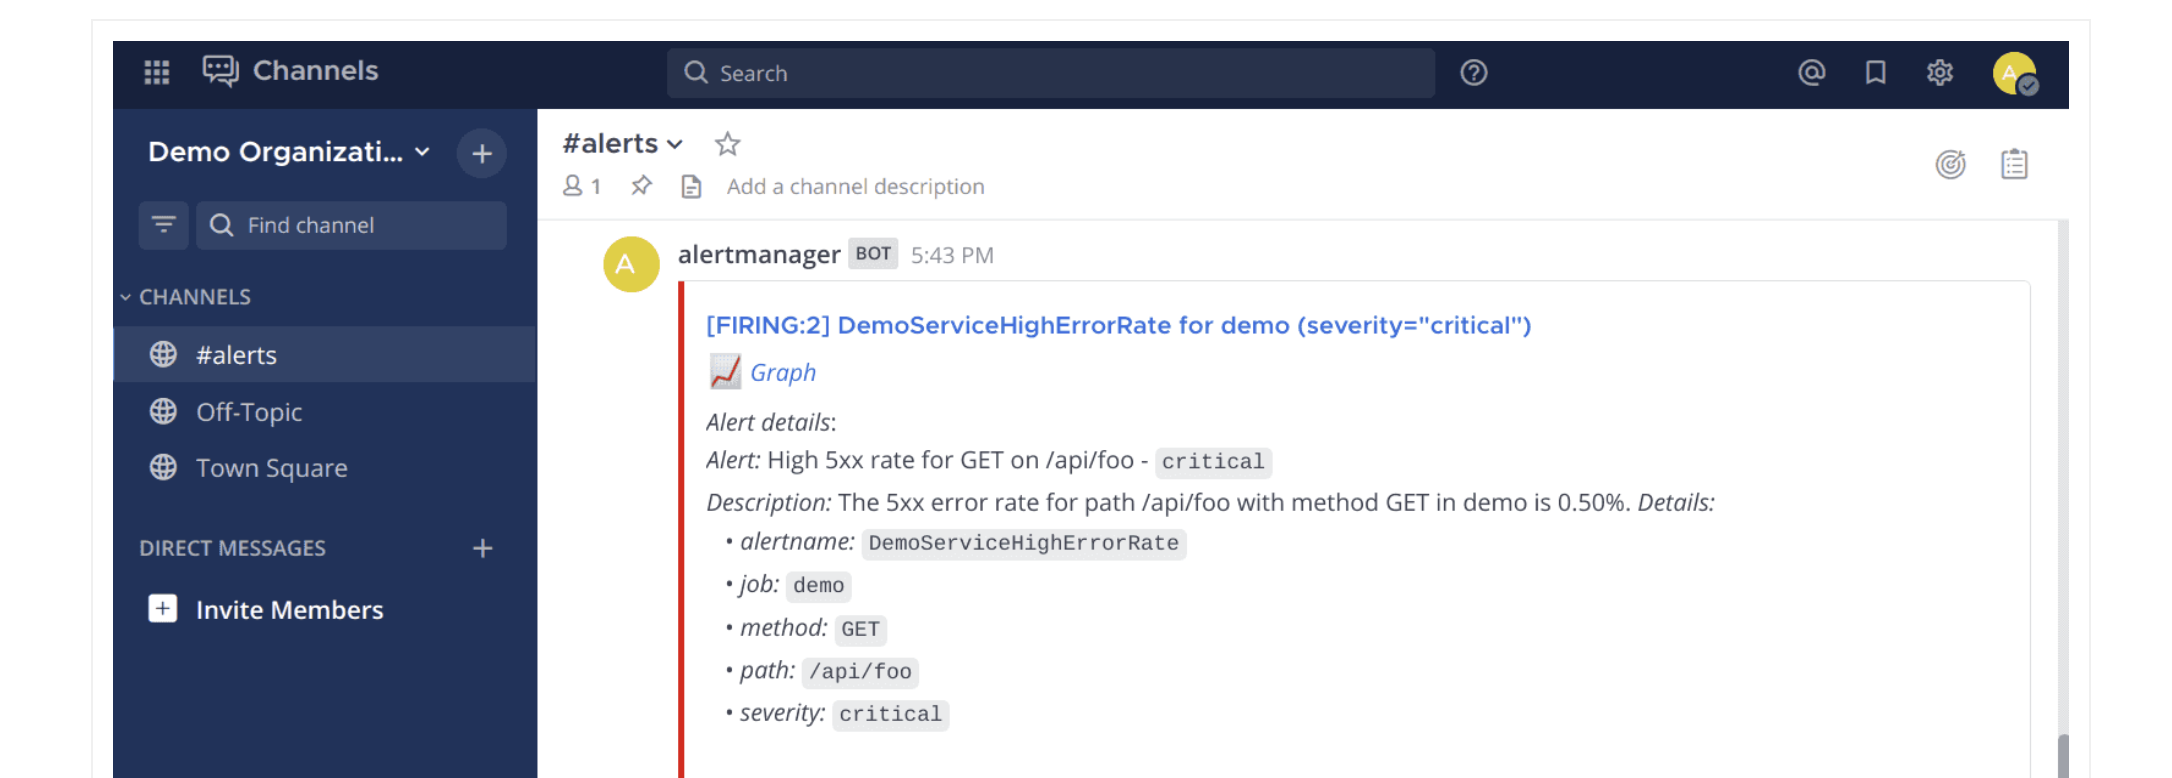 Channels
Search
Demo Organizati...
Find channel
CHANNELS
#alerts
Off-Topic
Town Square
DIRECT MESSAGES
Invite Members
#alerts
1
Add a channel description
A
A
alertmanager BOT 5:43 PM
[FIRING:2] DemoServiceHighErrorRate for demo (severity="critical")
Graph
Alert details:
Alert: High 5xx rate for GET on /api/foo - critical
Description: The 5xx error rate for path /api/foo with method GET in demo is 0.50%. Details:
• alertname: DemoServiceHighErrorRate
• job: demo
• method: GET
• path: /api/foo
• severity: critical